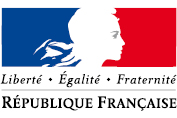 Liberté • Égalité • Fraternité
RÉPUBLIQUE FRANÇAISE